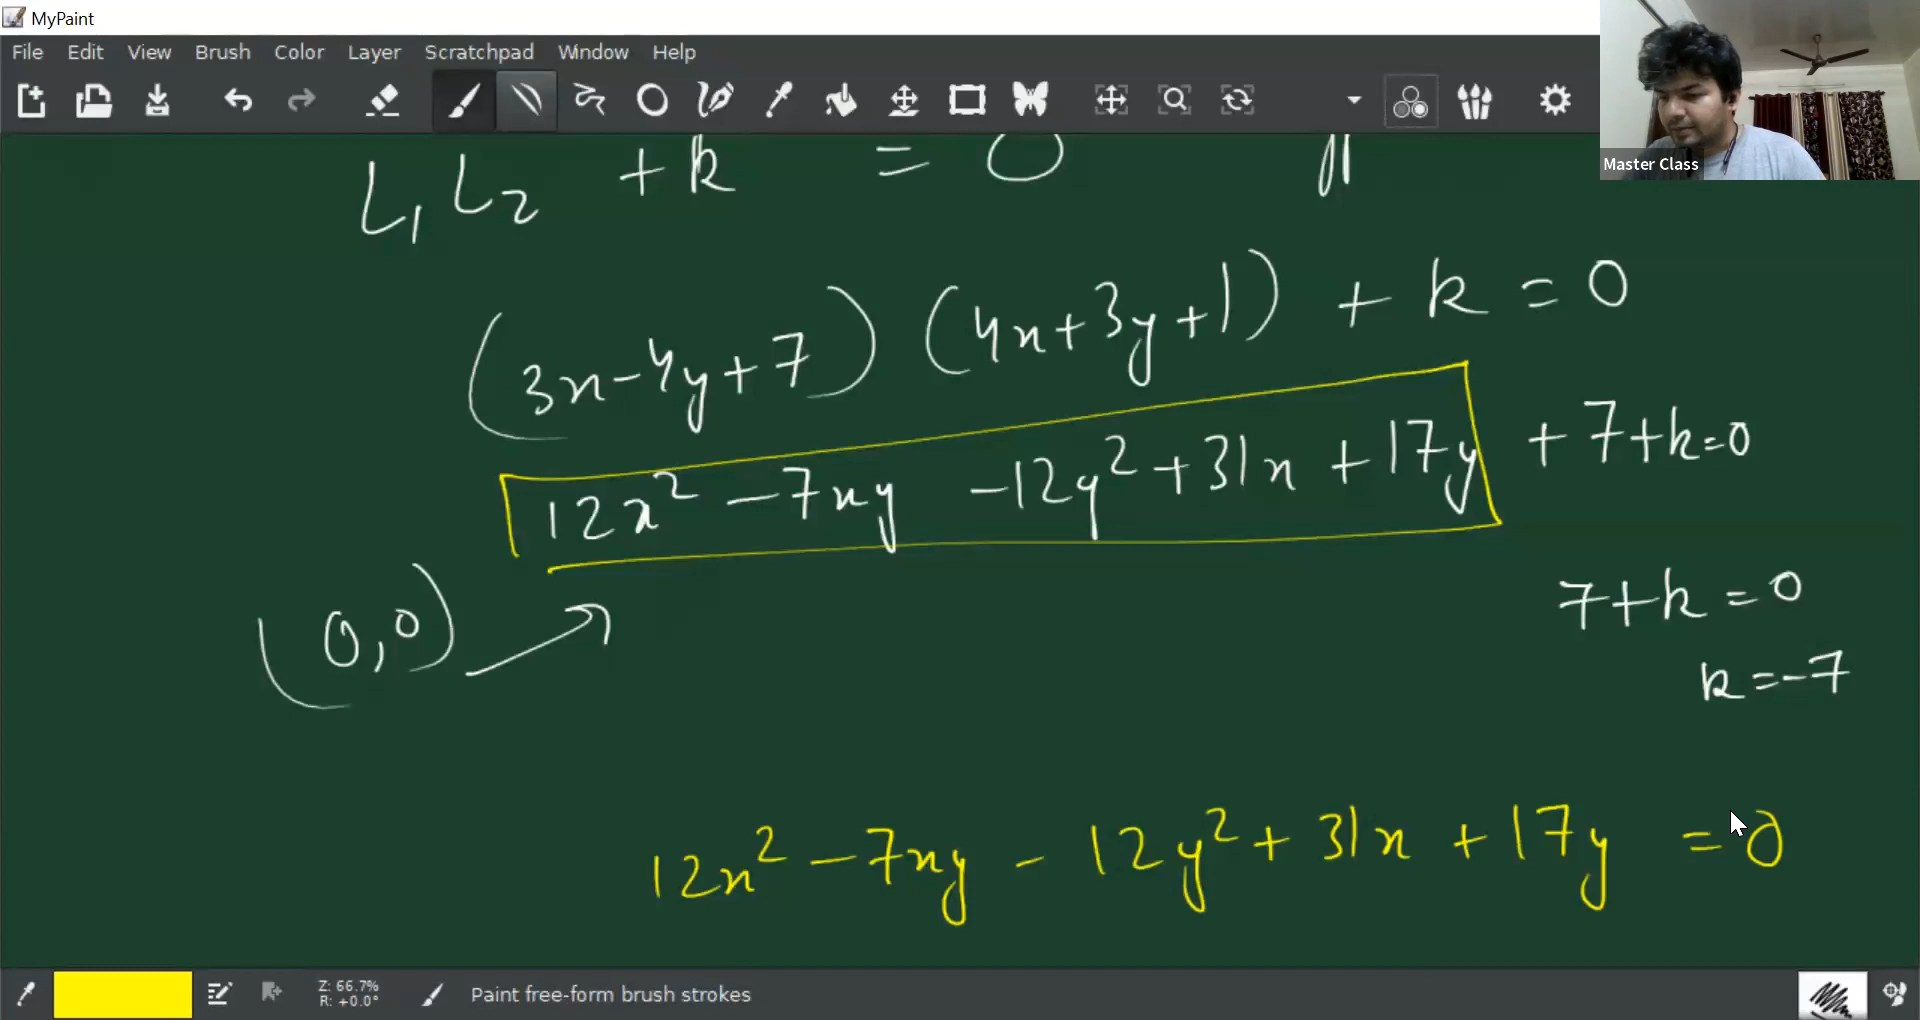 MyPaint
File Edit View Brush Color Layer Scratchpad Window Help
Master Class
L₁L₂ + k = 0
(3x-4y+7) (4x+3y+1) + k = 0
12x² - 7xy - 12y² + 31x + 17y + 7+k=0
(0,0)
7+k=0
k=-7
12x² - 7xy - 12y² + 31x + 17y = 0
Z: 66.7%
R: +0.0°
Paint free-form brush strokes